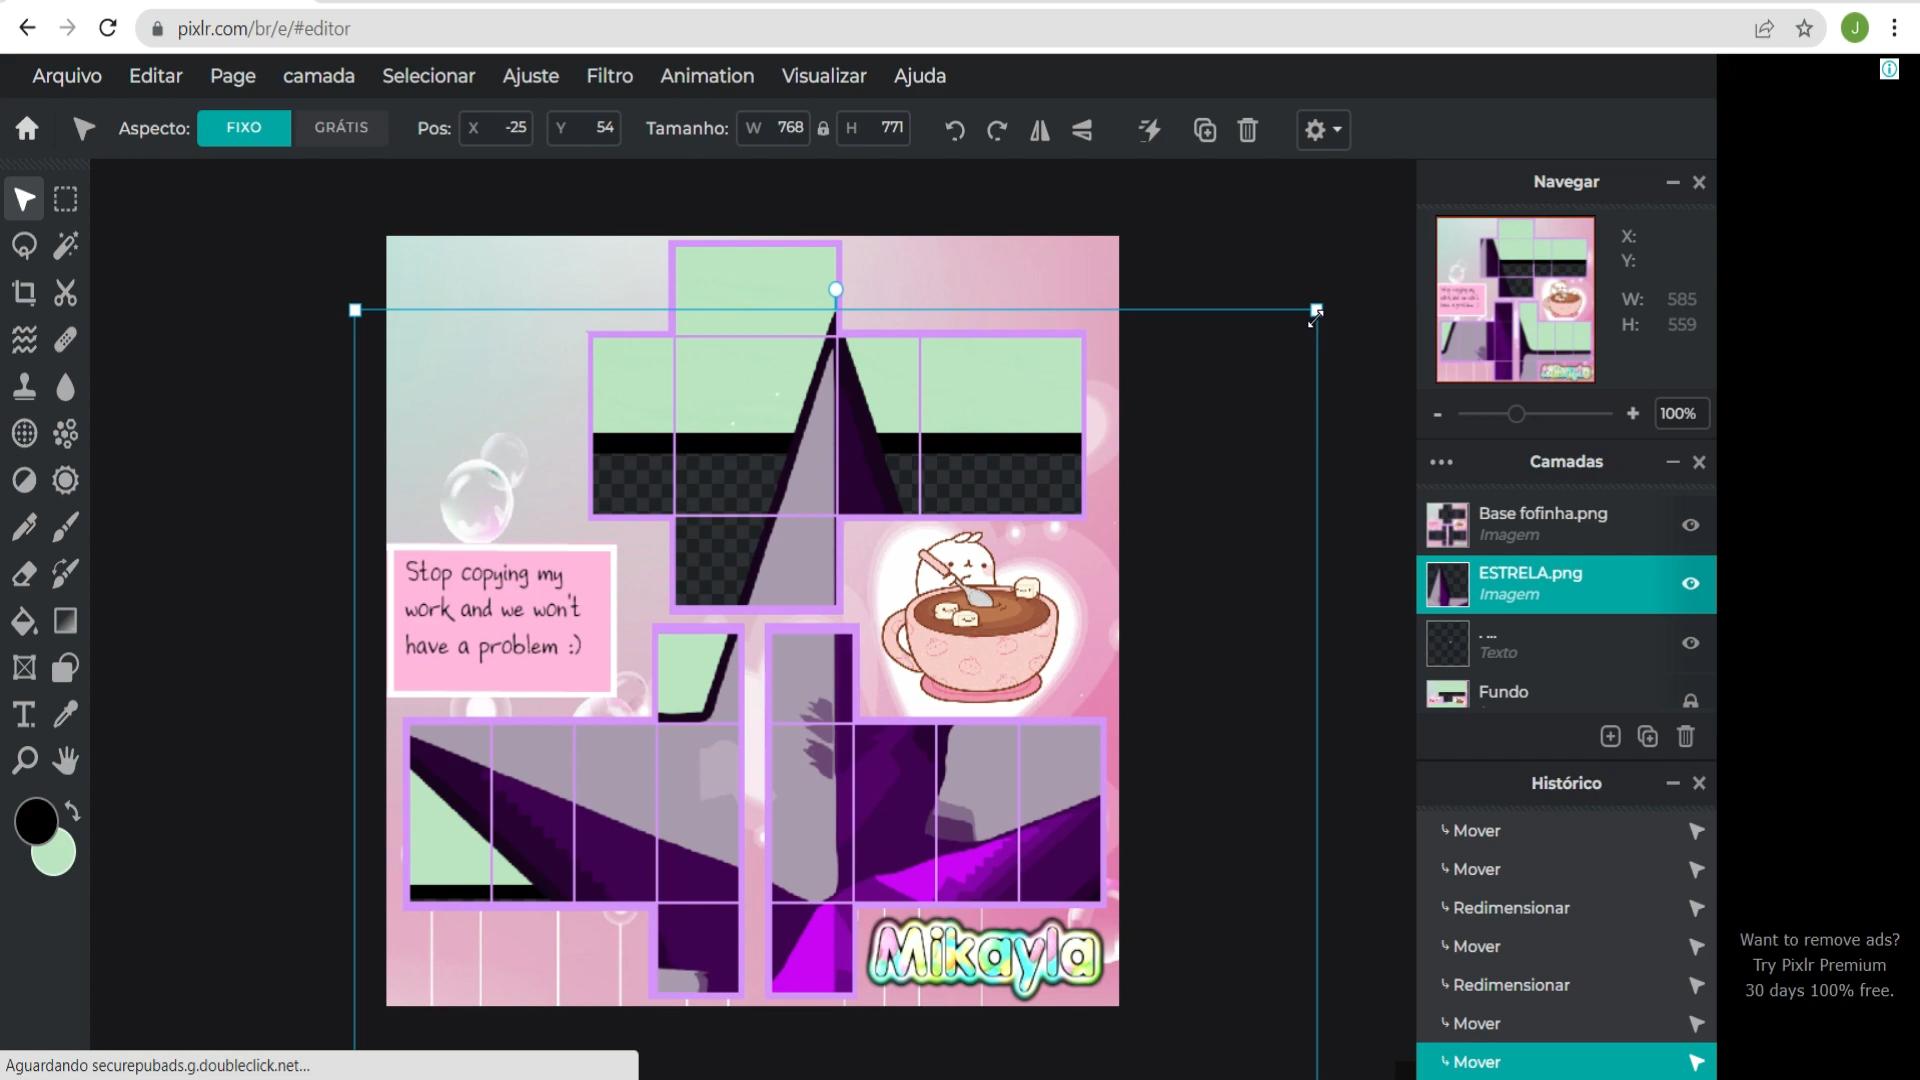 pixlr.com/br/e/#editor
J
Arquivo Editar Page camada Selecionar Ajuste Filtro Animation Visualizar Ajuda
Aspecto: FIXO GRÁTIS Pos: X -25 Y 54 Tamanho: W 768 H 771
Navegar
X:
Y:
W: 585
H: 559
100%
Camadas
Base fofinha.png
Imagem
ESTRELA.png
Imagem
. ...
Texto
Fundo
Histórico
Mover
Mover
Redimensionar
Mover
Redimensionar
Mover
Mover
Stop copying my
work and we won't
have a problem :)
Mikayla
T
Want to remove ads?
Try Pixlr Premium
30 days 100% free.
Aguardando securepubads.g.doubleclick.net...